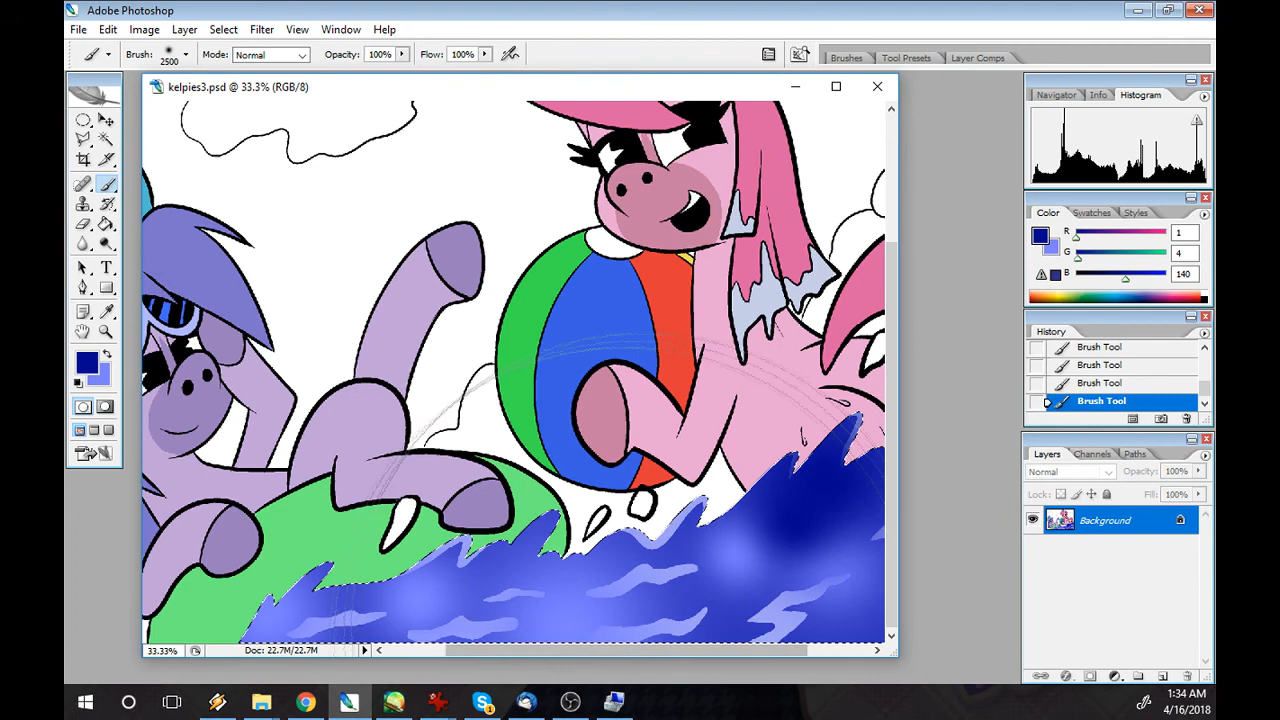 Adobe Photoshop
File Edit Image Layer Select Filter View Window Help
Brush: 2500 Mode: Normal Opacity: 100% Flow: 100% Brushes Tool Presets Layer Comps
kelpies3.psd @ 33.3% (RGB/8)
Navigator Info Histogram
Color Swatches Styles
R 1
G 4
B 140
History
Brush Tool
Brush Tool
Brush Tool
Brush Tool
Layers Channels Paths
Normal Opacity: 100%
Lock: Fill: 100%
Background
33.33% Doc: 22.7M/22.7M
1:34 AM
4/16/2018